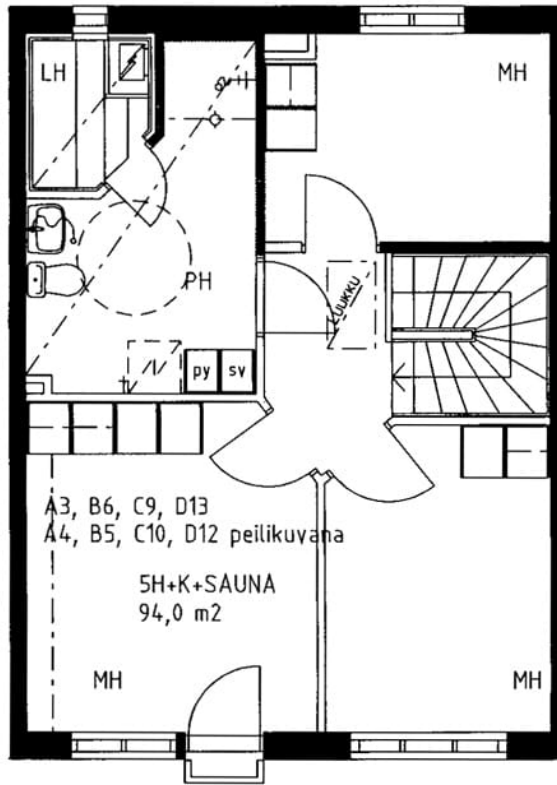 LH
MH
PH
LUUKKU
py
sv
A3, B6, C9, D13
A4, B5, C10, D12 peilikuvana
5H+K+SAUNA
94,0 m2
MH
MH